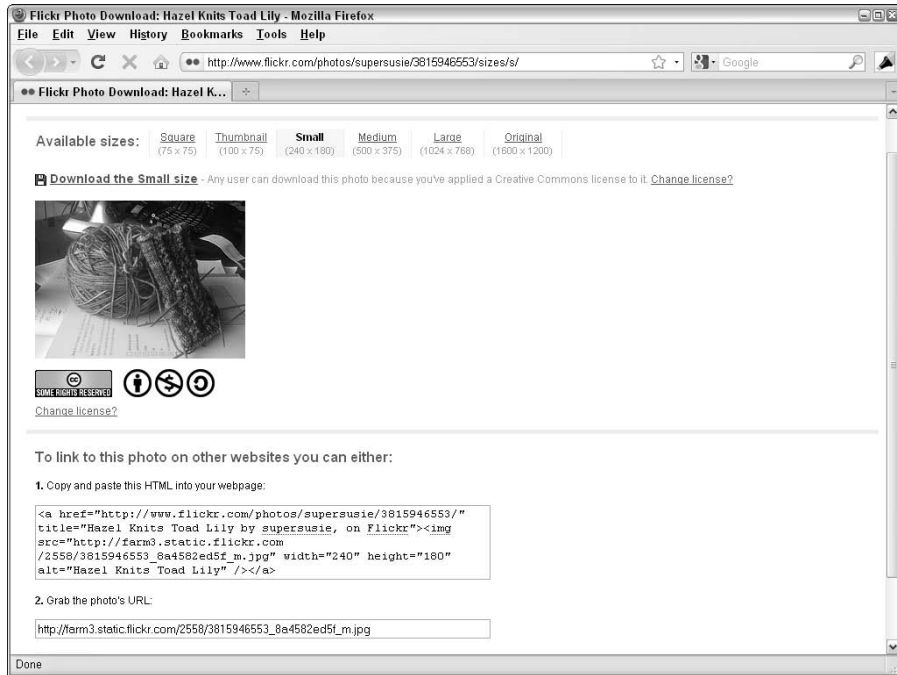 Flickr Photo Download: Hazel Knits Toad Lily - Mozilla Firefox
File Edit View History Bookmarks Tools Help
http://www.flickr.com/photos/supersusie/3815946553/sizes/s/
Google
Flickr Photo Download: Hazel K...
Available sizes: Square Thumbnail Small Medium Large Original
(75 x 75) (100 x 75) (240 x 180) (500 x 375) (1024 x 768) (1600 x 1200)
Download the Small size - Any user can download this photo because you've applied a Creative Commons license to it. Change license?
cc
SOME RIGHTS RESERVED
Change license?
To link to this photo on other websites you can either:
1. Copy and paste this HTML into your webpage:
<a href="http://www.flickr.com/photos/supersusie/3815946553/"
title="Hazel Knits Toad Lily by supersusie, on Flickr"><img
src="http://farm3.static.flickr.com
/2558/3815946553_8a4582ed5f_m.jpg" width="240" height="180"
alt="Hazel Knits Toad Lily" /></a>
2. Grab the photo's URL:
http://farm3.static.flickr.com/2558/3815946553_8a4582ed5f_m.jpg
Done